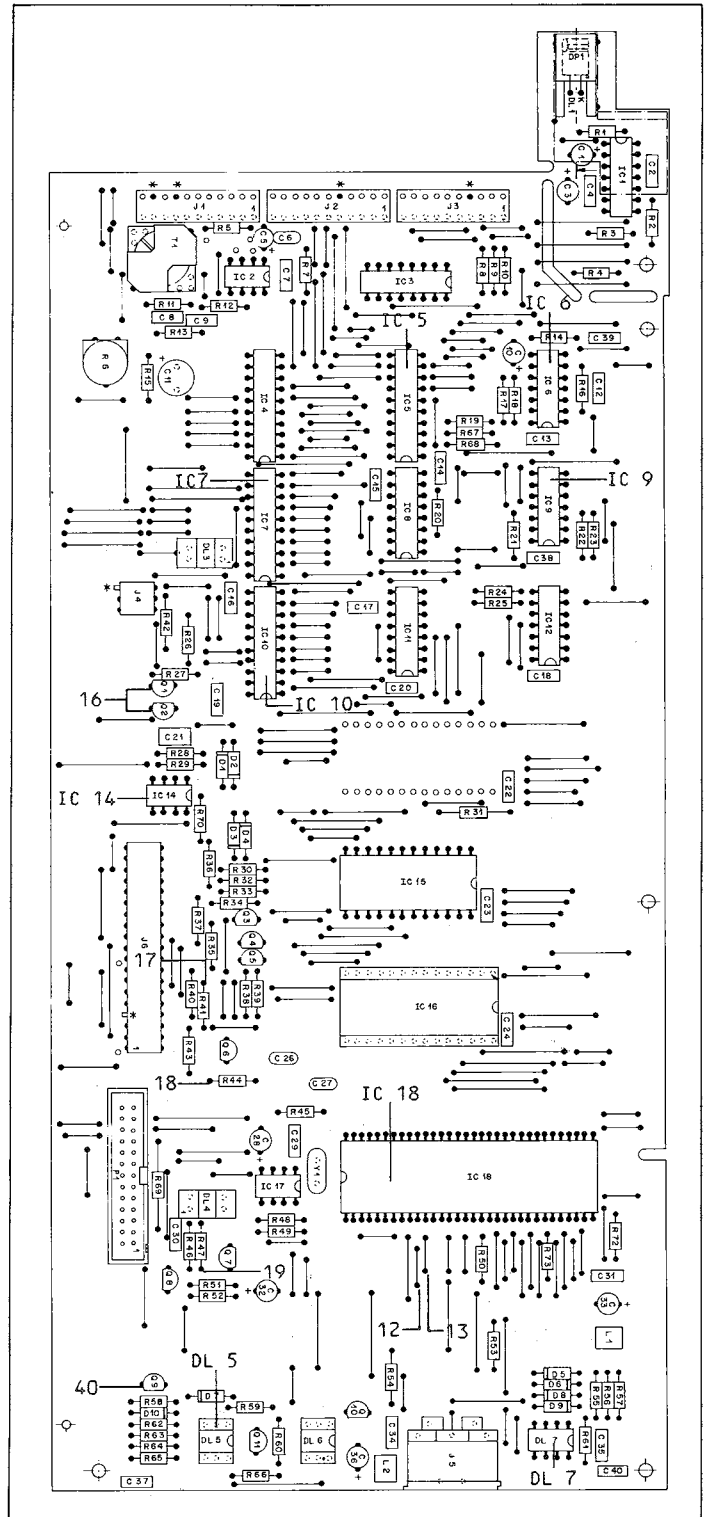 DP1
DL1 K
R1
C1
IC1
C2
C3
C4
R2
J1
J2
J3
R5
C5
C6
R3
T1
IC2
C7
R7
IC3
R8
R9
R10
R4
R11
R12
C8
C9
R13
IC 5
IC 6
R14
C39
R6
R15
C11
IC4
IC5
C10
IC6
R16
C12
R17
R18
R19
R67
R68
C13
IC7
IC 9
C14
C15
IC7
IC8
R20
IC9
R21
R22
R23
DL3
C38
J4
C16
R24
R25
R42
R26
IC10
C17
IC11
IC12
R27
C20
C18
16
Q1
Q2
C19
IC 10
C21
R28
R29
D1
D2
IC 14
IC14
C22
R31
R70
D3
D4
R36
R30
R32
R33
R34
IC15
C23
R37
Q3
J6
R35
Q4
Q5
17
R40
R41
R38
R39
IC16
C24
R43
Q6
C26
1
18
R44
C27
IC 18
R45
C28
C29
P1
R69
IC17
Y1
IC18
DL4
C30
R48
R49
R72
1
R46
R47
Q7
R50
R73
C31
Q8
19
R51
R52
C32
C33
12
13
L1
R53
DL 5
R54
40
Q9
D7
D5
D6
D8
D9
R55
R56
R57
R58
D10
R62
R63
R64
R65
R59
Q10
DL5
Q11
R60
DL6
C34
C36
J5
DL7
R61
C35
R66
L2
DL 7
C37
C40